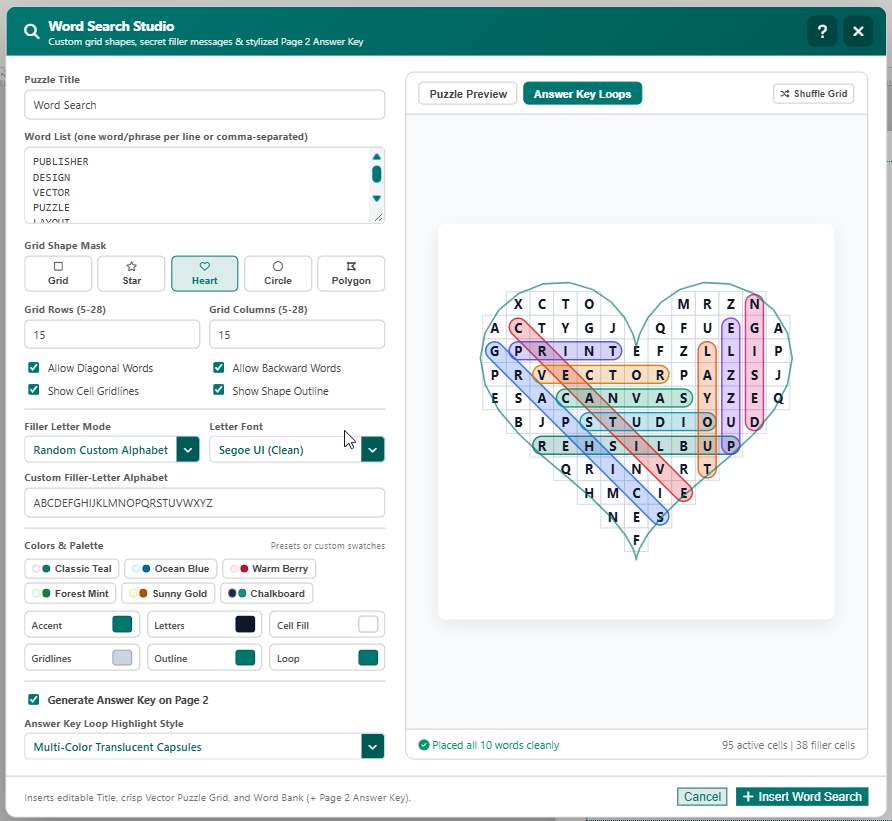 Word Search Studio
Custom grid shapes, secret filler messages & stylized Page 2 Answer Key
?
Puzzle Title
Word Search
Word List (one word/phrase per line or comma-separated)
PUBLISHER
DESIGN
VECTOR
PUZZLE
LAYOUT
Grid Shape Mask
Grid Star Heart Circle Polygon
Grid Rows (5-28) Grid Columns (5-28)
15 15
Allow Diagonal Words Allow Backward Words
Show Cell Gridlines Show Shape Outline
Filler Letter Mode Letter Font
Random Custom Alphabet Segoe UI (Clean)
Custom Filler-Letter Alphabet
ABCDEFGHIJKLMNOPQRSTUVWXYZ
Colors & Palette Presets or custom swatches
Classic Teal Ocean Blue Warm Berry
Forest Mint Sunny Gold Chalkboard
Accent Letters Cell Fill
Gridlines Outline Loop
Generate Answer Key on Page 2
Answer Key Loop Highlight Style
Multi-Color Translucent Capsules
Puzzle Preview Answer Key Loops Shuffle Grid
X C T O M R Z N
A C T Y G J Q F U E G A
G P R I N T E F Z L L I P
P R V E C T O R P A Z S J
E S A C A N V A S Y Z E Q
B J P S T U D I O U D
R E H S I L B U P
Q R I N V R T
H M C I E
N E S
F
Placed all 10 words cleanly 95 active cells | 38 filler cells
Inserts editable Title, crisp Vector Puzzle Grid, and Word Bank (+ Page 2 Answer Key).
Cancel + Insert Word Search